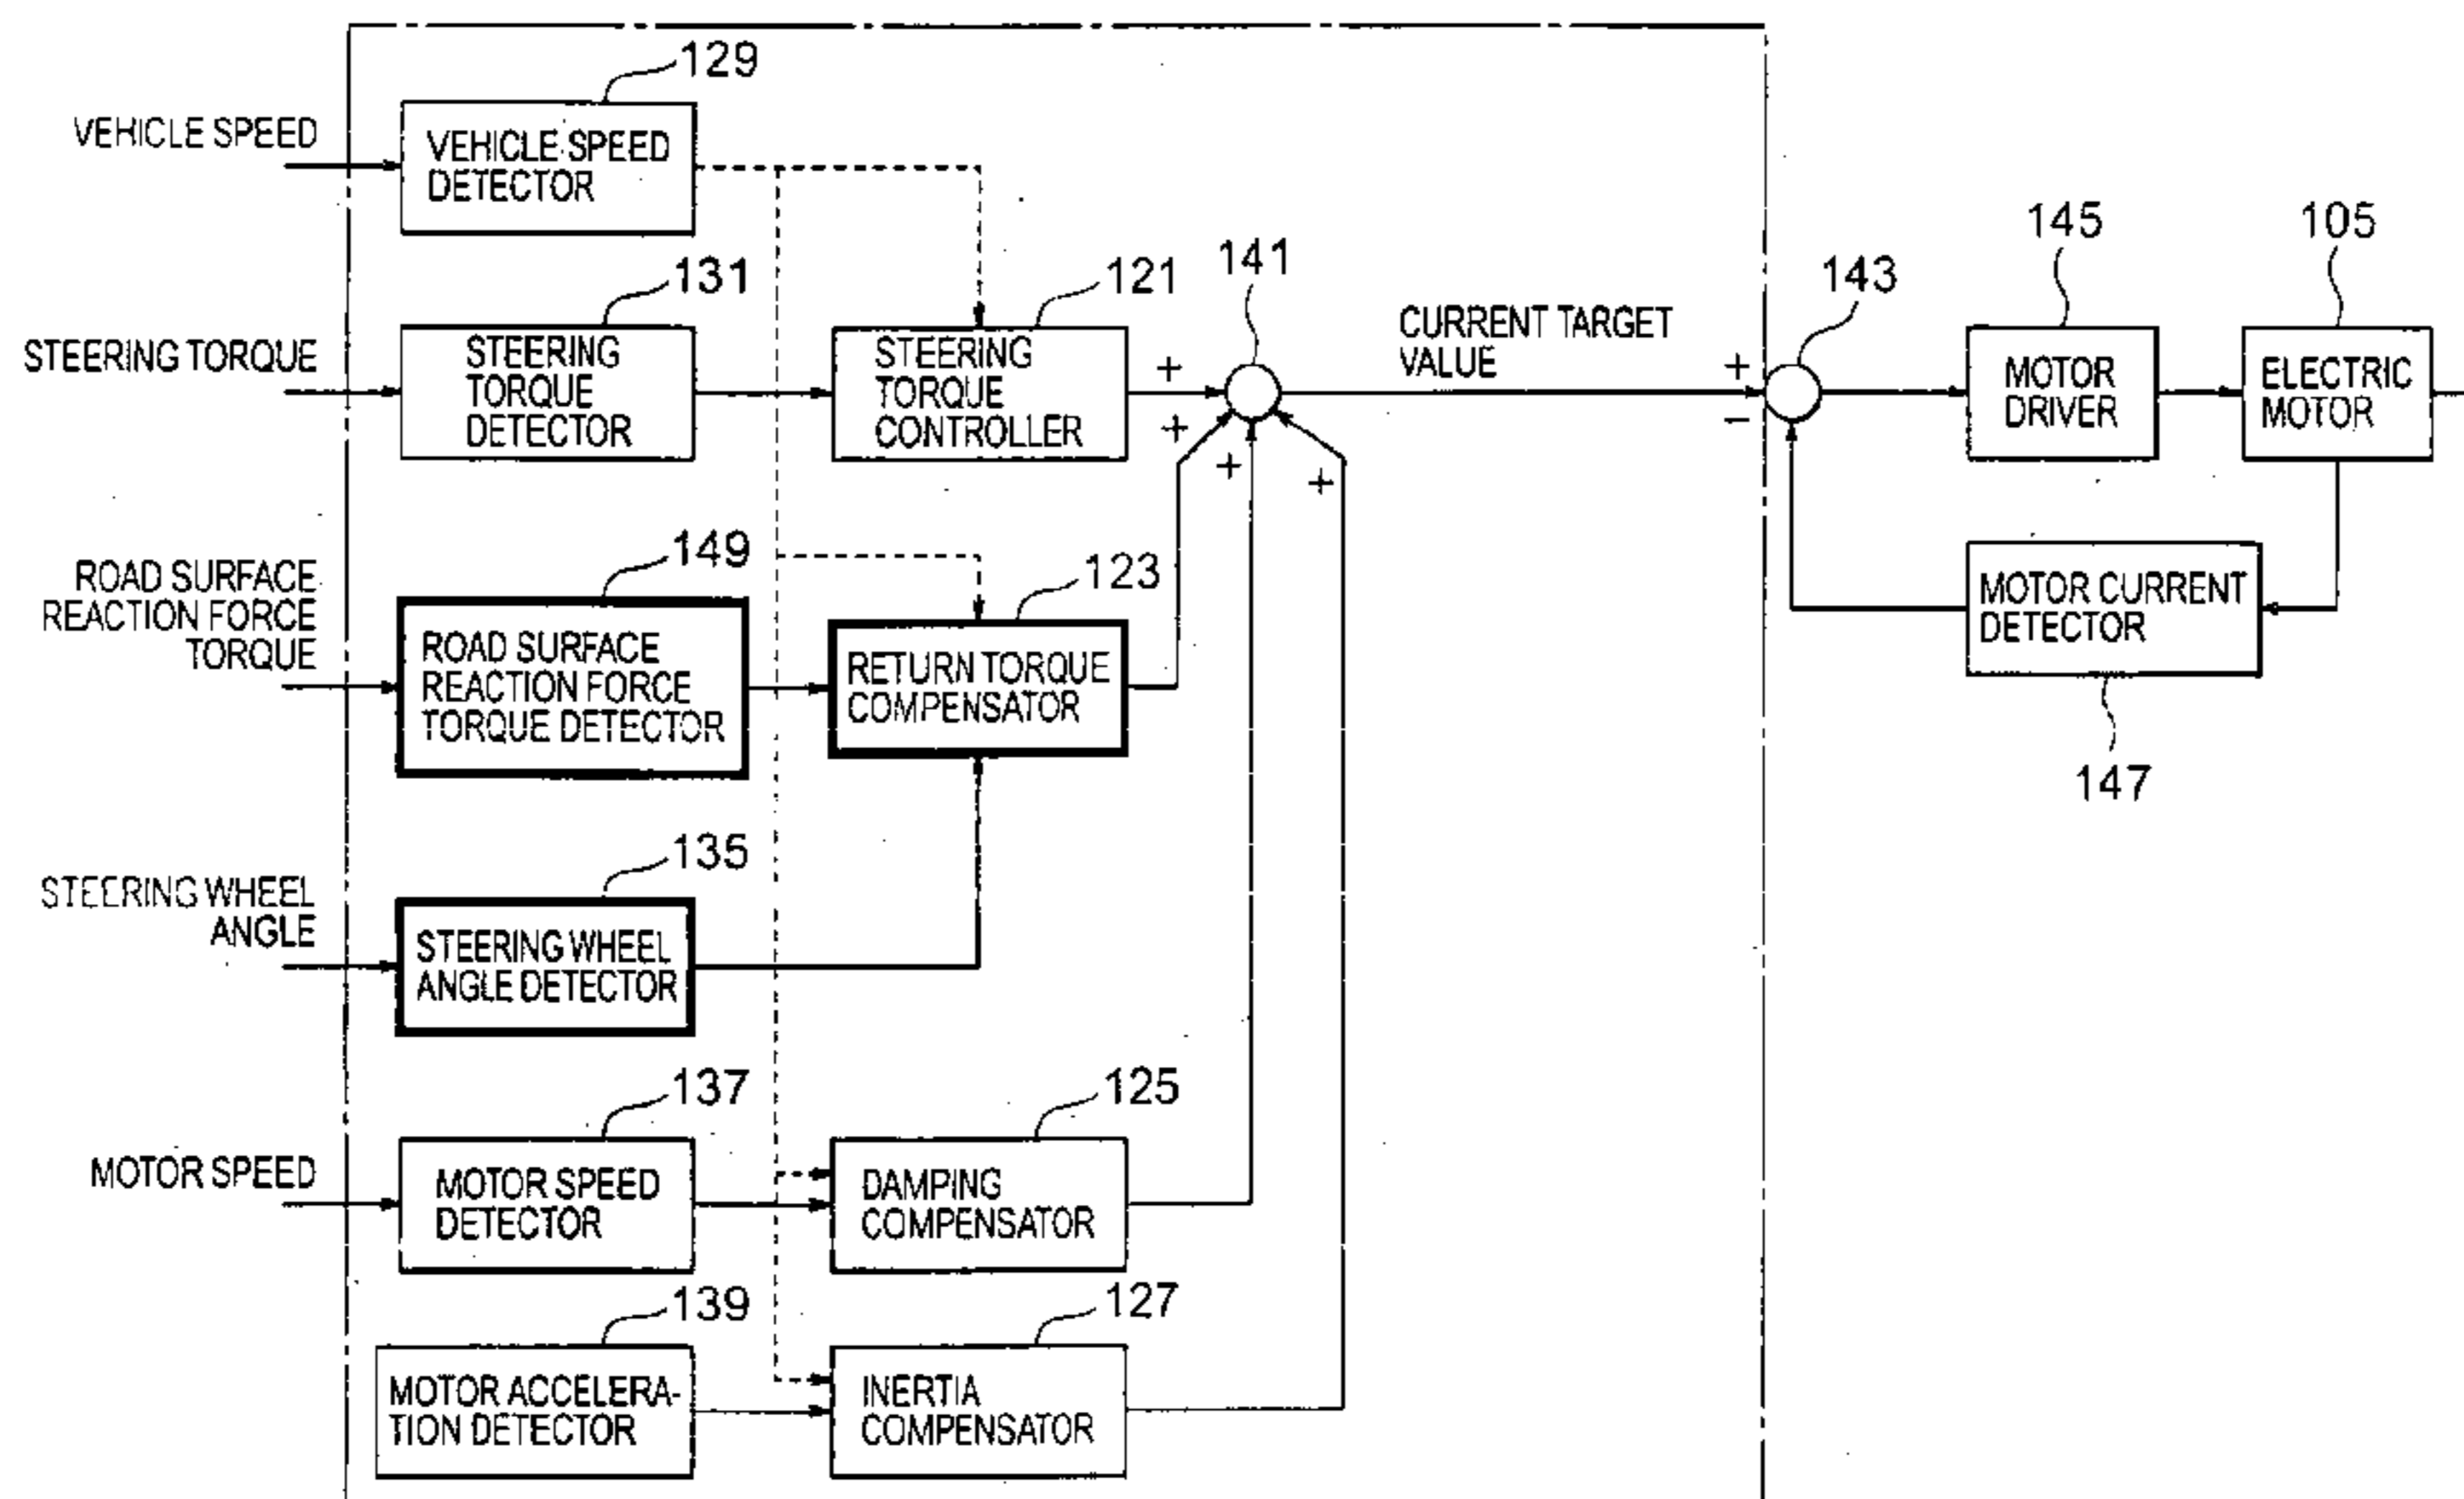 129
VEHICLE SPEED
VEHICLE SPEED
DETECTOR
131
121
141
145
105
143
STEERING TORQUE
STEERING
TORQUE
DETECTOR
STEERING
TORQUE
CONTROLLER
+
+
+
+
CURRENT TARGET
VALUE
+
−
MOTOR
DRIVER
ELECTRIC
MOTOR
149
123
ROAD SURFACE
REACTION FORCE
TORQUE
ROAD SURFACE
REACTION FORCE
TORQUE DETECTOR
RETURN TORQUE
COMPENSATOR
MOTOR CURRENT
DETECTOR
147
135
STEERING WHEEL
ANGLE
STEERING WHEEL
ANGLE DETECTOR
137
125
MOTOR SPEED
MOTOR SPEED
DETECTOR
DAMPING
COMPENSATOR
139
127
MOTOR ACCELERA-
TION DETECTOR
INERTIA
COMPENSATOR